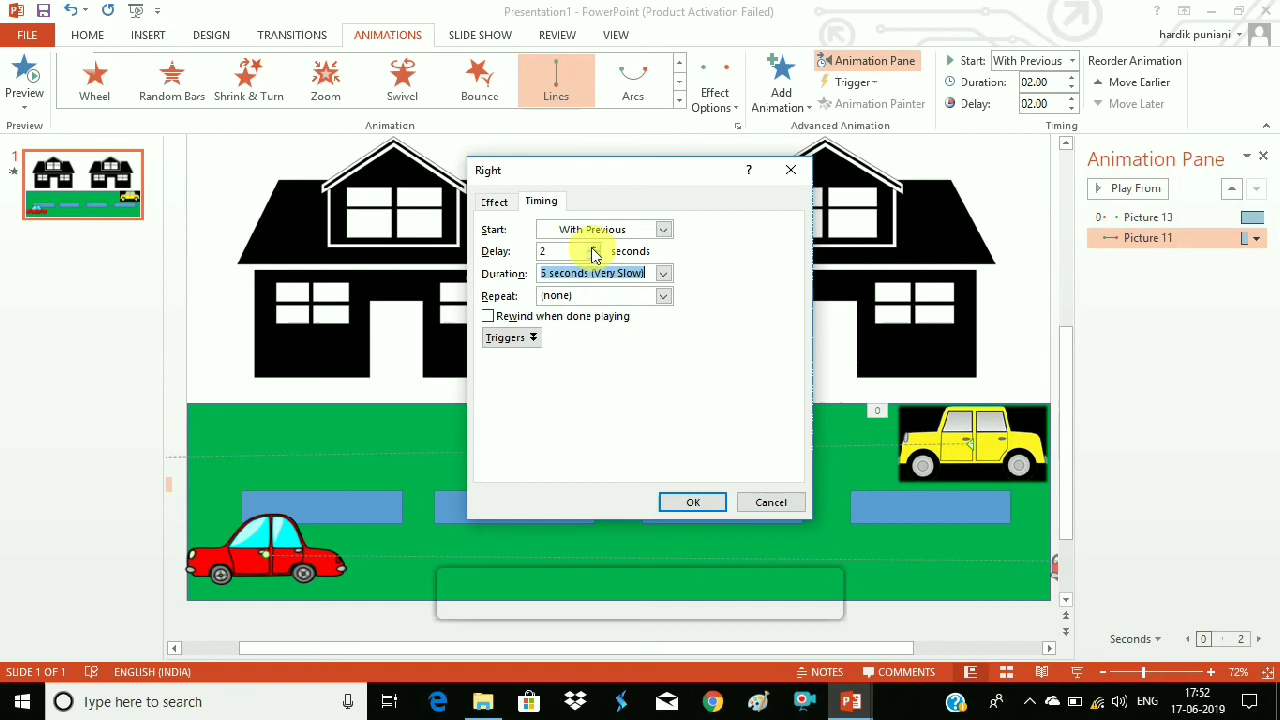 Presentation1 - PowerPoint (Product Activation Failed)
FILE HOME INSERT DESIGN TRANSITIONS ANIMATIONS SLIDE SHOW REVIEW VIEW hardik puniani
Preview
Wheel Random Bars Shrink & Turn Zoom Swivel Bounce Lines Arcs
Effect Options
Add Animation
Animation Pane
Trigger
Animation Painter
Start: With Previous
Duration: 02.00
Delay: 02.00
Reorder Animation
Move Earlier
Move Later
Preview Animation Advanced Animation Timing
1
Right
Effect Timing
Start: With Previous
Delay: 2 seconds
Duration: 5 seconds (Very Slow)
Repeat: (none)
Rewind when done playing
Triggers
OK Cancel
0
Animation Pane
Play From
0 Picture 13
Picture 11
Seconds 0 2
SLIDE 1 OF 1 ENGLISH (INDIA) NOTES COMMENTS 72%
Type here to search
ENG
17:52
17-06-2019